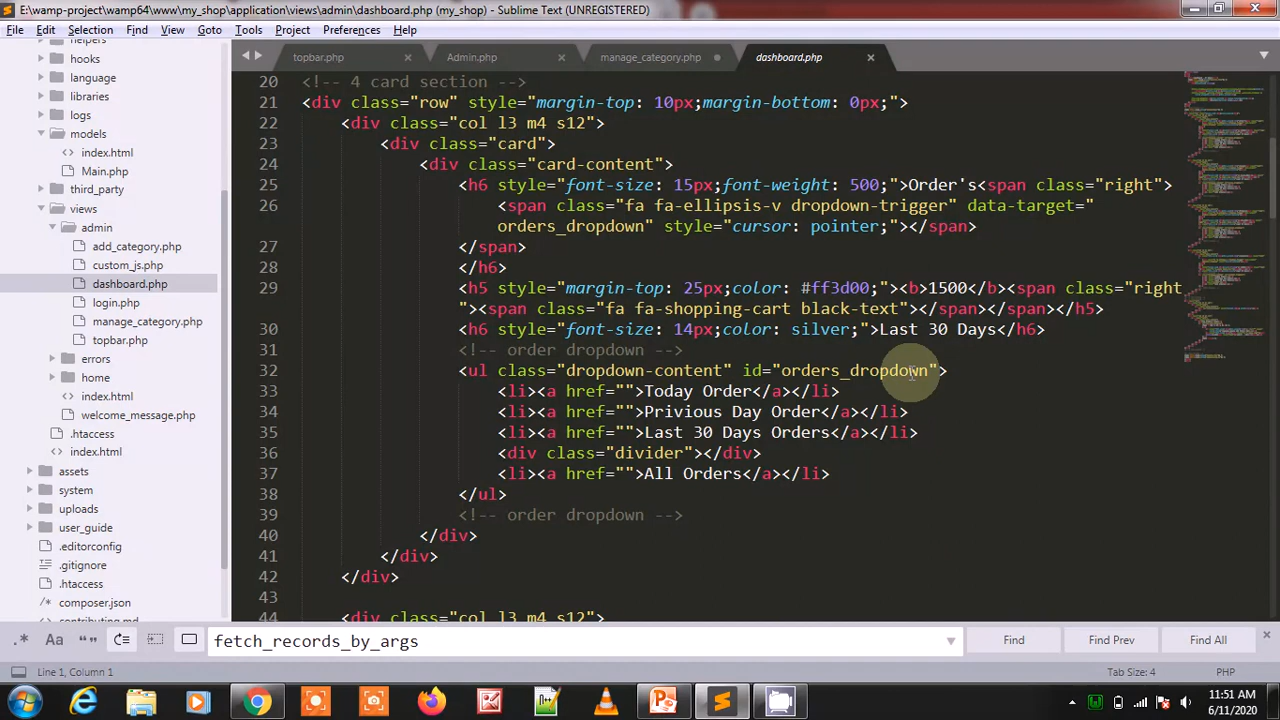 E:\wamp-project\wamp64\www\my_shop\application\views\admin\dashboard.php (my_shop) - Sublime Text (UNREGISTERED)
File Edit Selection Find View Goto Tools Project Preferences Help
helpers
hooks
language
libraries
logs
models
index.html
Main.php
third_party
views
admin
add_category.php
custom_js.php
dashboard.php
login.php
manage_category.php
topbar.php
errors
home
index.html
welcome_message.php
.htaccess
index.html
assets
system
uploads
user_guide
.editorconfig
.gitignore
.htaccess
composer.json
contributing.md
topbar.php Admin.php manage_category.php dashboard.php
20 <!-- 4 card section -->
21 <div class="row" style="margin-top: 10px;margin-bottom: 0px;">
22 <div class="col l3 m4 s12">
23 <div class="card">
24 <div class="card-content">
25 <h6 style="font-size: 15px;font-weight: 500;">Order's<span class="right">
26 <span class="fa fa-ellipsis-v dropdown-trigger" data-target="
orders_dropdown" style="cursor: pointer;"></span>
27 </span>
28 </h6>
29 <h5 style="margin-top: 25px;color: #ff3d00;"><b>1500</b><span class="right
"><span class="fa fa-shopping-cart black-text"></span></span></h5>
30 <h6 style="font-size: 14px;color: silver;">Last 30 Days</h6>
31 <!-- order dropdown -->
32 <ul class="dropdown-content" id="orders_dropdown">
33 <li><a href="">Today Order</a></li>
34 <li><a href="">Privious Day Order</a></li>
35 <li><a href="">Last 30 Days Orders</a></li>
36 <div class="divider"></div>
37 <li><a href="">All Orders</a></li>
38 </ul>
39 <!-- order dropdown -->
40 </div>
41 </div>
42 </div>
43
44 <div class="col l3 m4 s12">
.* Aa "" fetch_records_by_args Find Find Prev Find All
Line 1, Column 1 Tab Size: 4 PHP
11:51 AM
6/11/2020